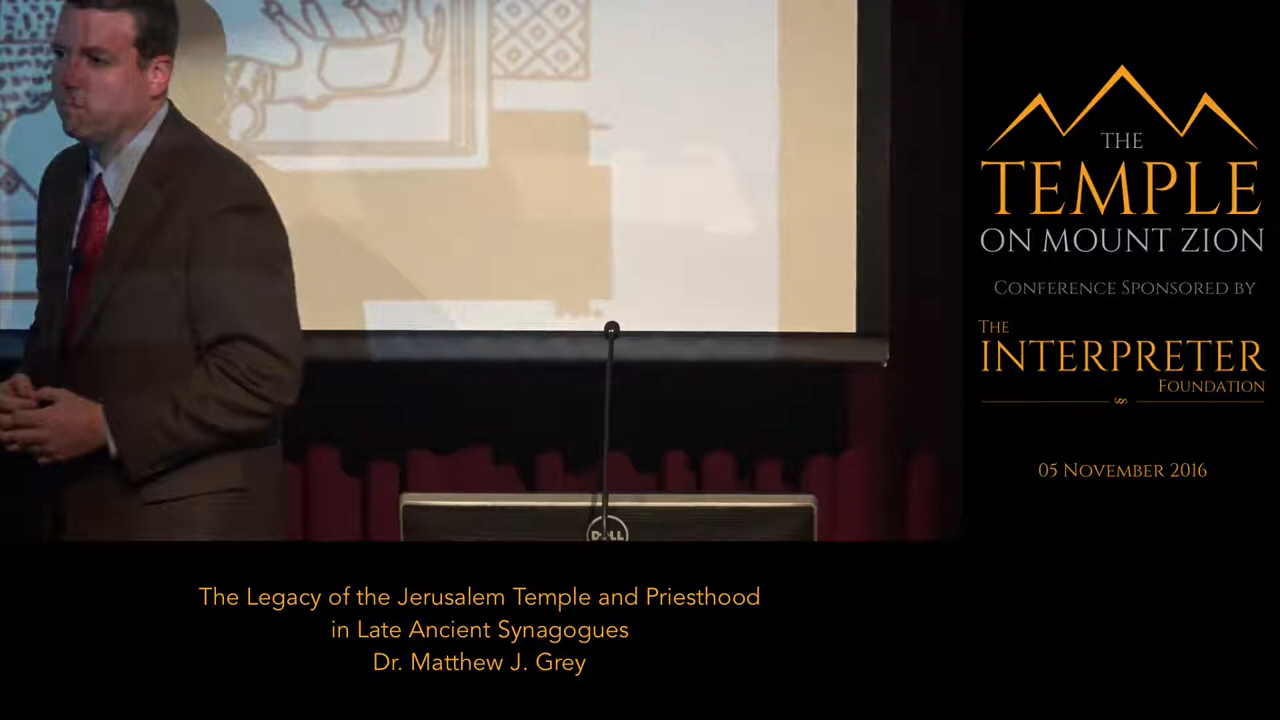 THE
TEMPLE
ON MOUNT ZION
CONFERENCE SPONSORED BY
THE
INTERPRETER
FOUNDATION
05 NOVEMBER 2016
DELL
The Legacy of the Jerusalem Temple and Priesthood
in Late Ancient Synagogues
Dr. Matthew J. Grey